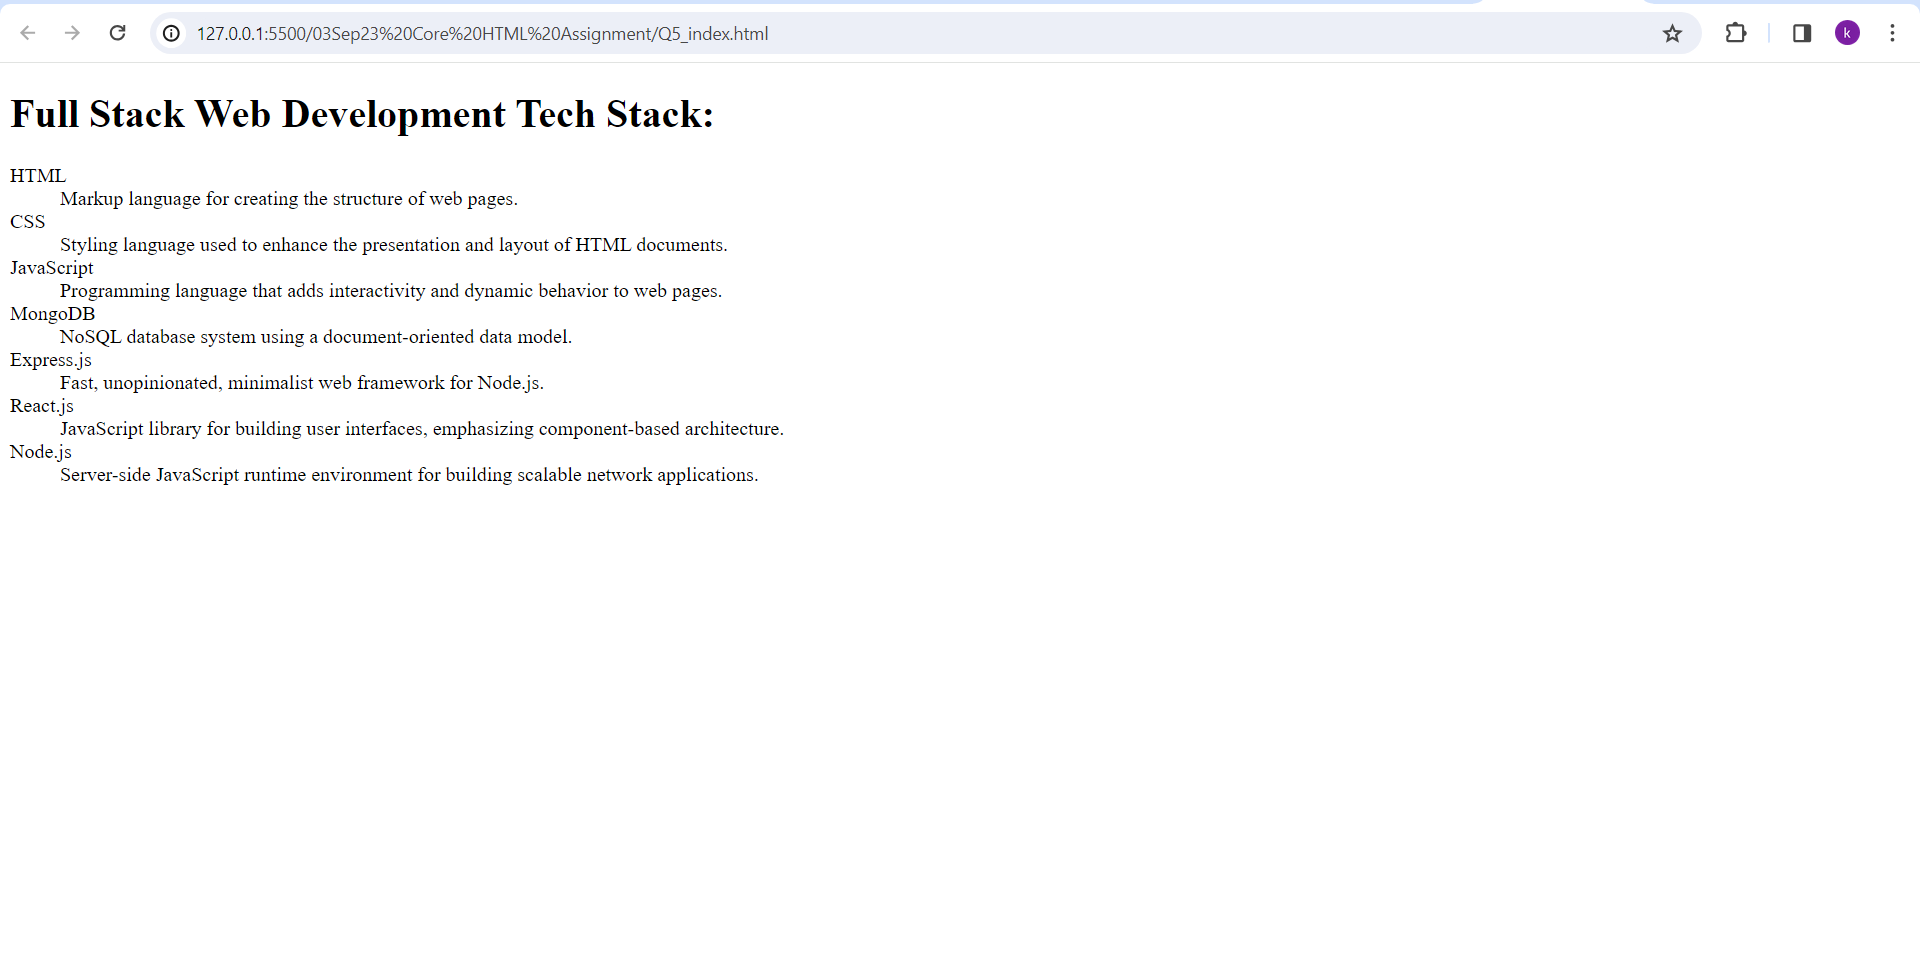 127.0.0.1:5500/03Sep23%20Core%20HTML%20Assignment/Q5_index.html
k
Full Stack Web Development Tech Stack:
HTML
Markup language for creating the structure of web pages.
CSS
Styling language used to enhance the presentation and layout of HTML documents.
JavaScript
Programming language that adds interactivity and dynamic behavior to web pages.
MongoDB
NoSQL database system using a document-oriented data model.
Express.js
Fast, unopinionated, minimalist web framework for Node.js.
React.js
JavaScript library for building user interfaces, emphasizing component-based architecture.
Node.js
Server-side JavaScript runtime environment for building scalable network applications.